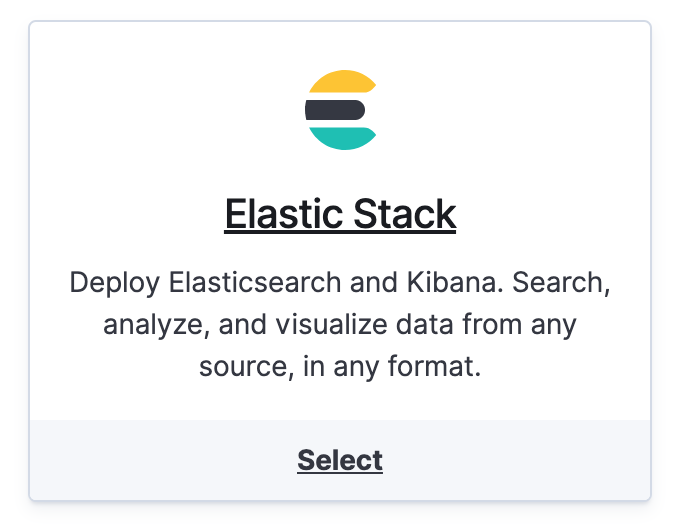 Elastic Stack
Deploy Elasticsearch and Kibana. Search,
analyze, and visualize data from any
source, in any format.
Select